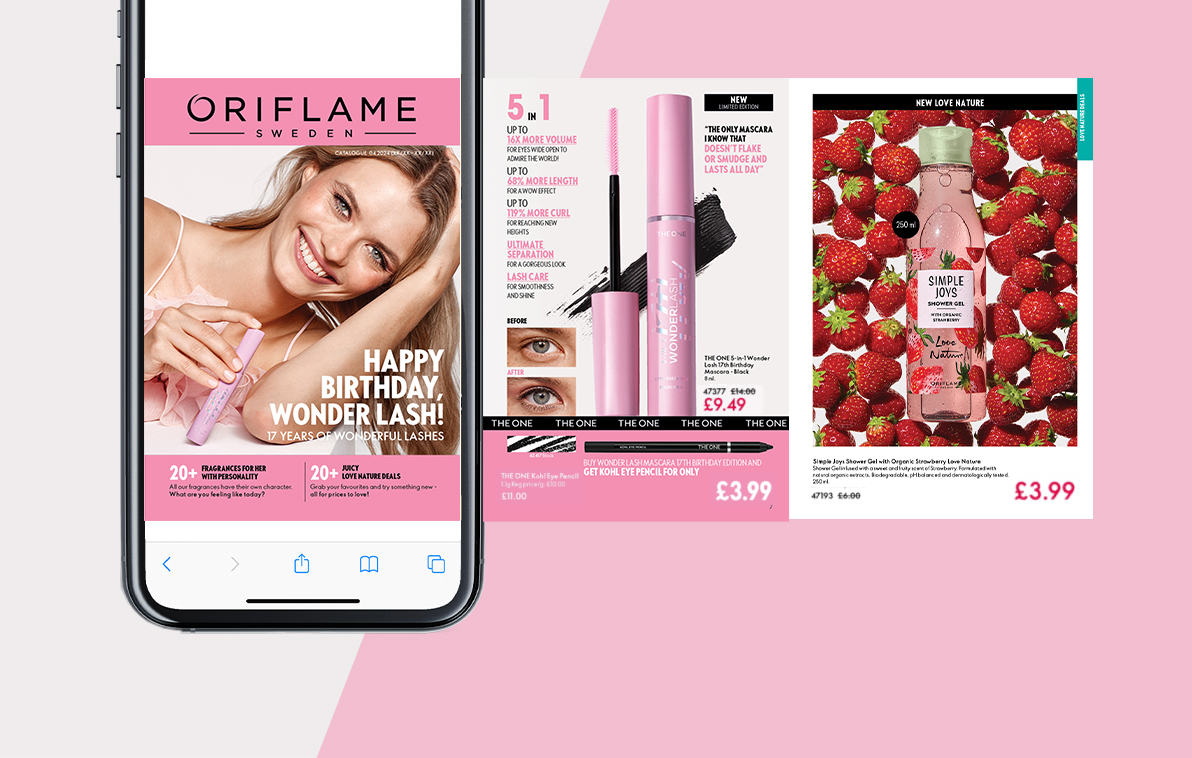 ORIFLAME
SWEDEN
CATALOGUE 04 2024
HAPPY
BIRTHDAY,
WONDER LASH!
17 YEARS OF WONDERFUL LASHES
20+ FRAGRANCES FOR HER
WITH PERSONALITY
All our fragrances have their own character.
What are you feeling like today?
20+ JUICY
LOVE NATURE DEALS
Grab your favourites and try something new -
all for prices to love!
5 IN 1
UP TO
16X MORE VOLUME
FOR EYES WIDE OPEN TO
ADMIRE THE WORLD!
UP TO
68% MORE LENGTH
FOR A WOW EFFECT
UP TO
119% MORE CURL
FOR REACHING NEW
HEIGHTS
ULTIMATE
SEPARATION
FOR A GORGEOUS LOOK
LASH CARE
FOR SMOOTHNESS
AND SHINE
BEFORE
AFTER
THE ONE
WONDERLASH
NEW
LIMITED EDITION
"THE ONLY MASCARA
I KNOW THAT
DOESN'T FLAKE
OR SMUDGE AND
LASTS ALL DAY"
THE ONE 5-in-1 Wonder
Lash 17th Birthday
Mascara - Black
8 ml.
47377 £14.00
£9.49
THE ONE THE ONE THE ONE THE ONE THE ONE
Black
KOHL EYE PENCIL THE ONE
THE ONE Kohl Eye Pencil
£11.00
BUY WONDER LASH MASCARA 17TH BIRTHDAY EDITION AND
GET KOHL EYE PENCIL FOR ONLY
£3.99
NEW LOVE NATURE
LOVE NATURE DEALS
250 ml
SIMPLE
JOYS
SHOWER GEL
WITH ORGANIC
STRAWBERRY
Love
Nature
ORIFLAME
Simple Joys Shower Gel with Organic Strawberry Love Nature
Shower Gel infused with a sweet and fruity scent of Strawberry. Formulated with
natural organic extracts. Biodegradable, pH balanced and dermatologically tested.
250 ml.
47193 £6.00
£3.99